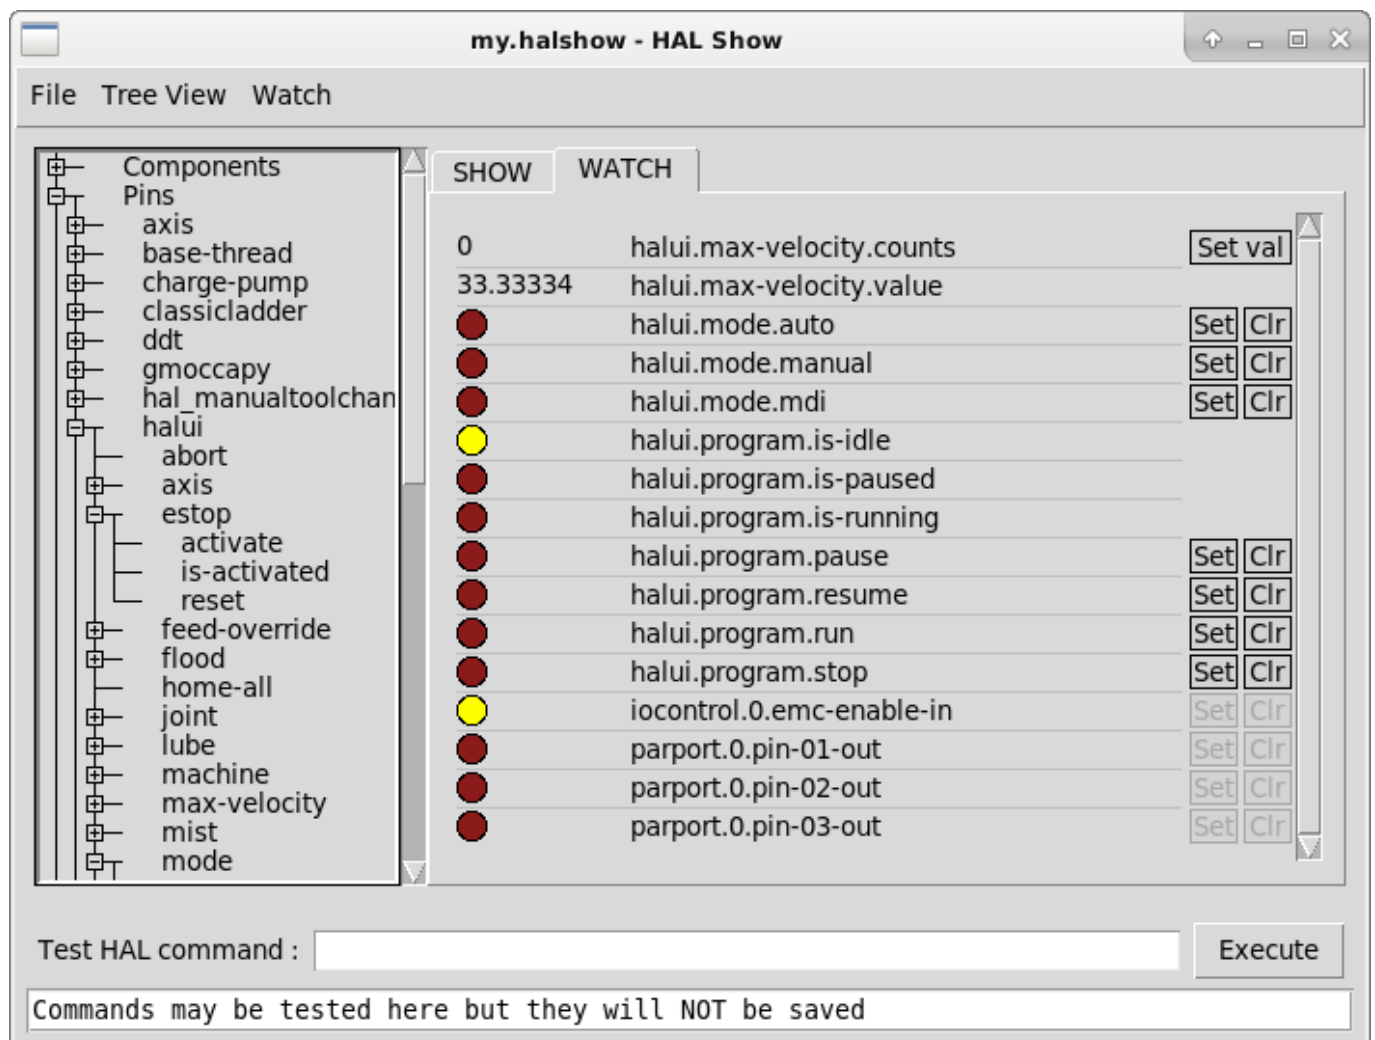 my.halshow - HAL Show
File Tree View Watch
Components
Pins
axis
base-thread
charge-pump
classicladder
ddt
gmoccapy
hal_manualtoolchan
halui
abort
axis
estop
activate
is-activated
reset
feed-override
flood
home-all
joint
lube
machine
max-velocity
mist
mode
SHOW WATCH
0 halui.max-velocity.counts Set val
33.33334 halui.max-velocity.value
halui.mode.auto Set Clr
halui.mode.manual Set Clr
halui.mode.mdi Set Clr
halui.program.is-idle
halui.program.is-paused
halui.program.is-running
halui.program.pause Set Clr
halui.program.resume Set Clr
halui.program.run Set Clr
halui.program.stop Set Clr
iocontrol.0.emc-enable-in Set Clr
parport.0.pin-01-out Set Clr
parport.0.pin-02-out Set Clr
parport.0.pin-03-out Set Clr
Test HAL command : Execute
Commands may be tested here but they will NOT be saved